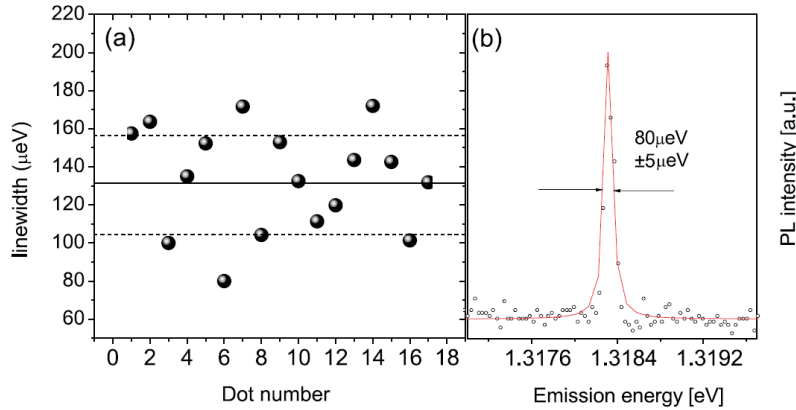 (a)
220
200
180
160
140
120
100
80
60
linewidth (μeV)
0 2 4 6 8 10 12 14 16 18
Dot number
(b)
80μeV
±5μeV
1.3176 1.3184 1.3192
Emission energy [eV]
PL intensity [a.u.]